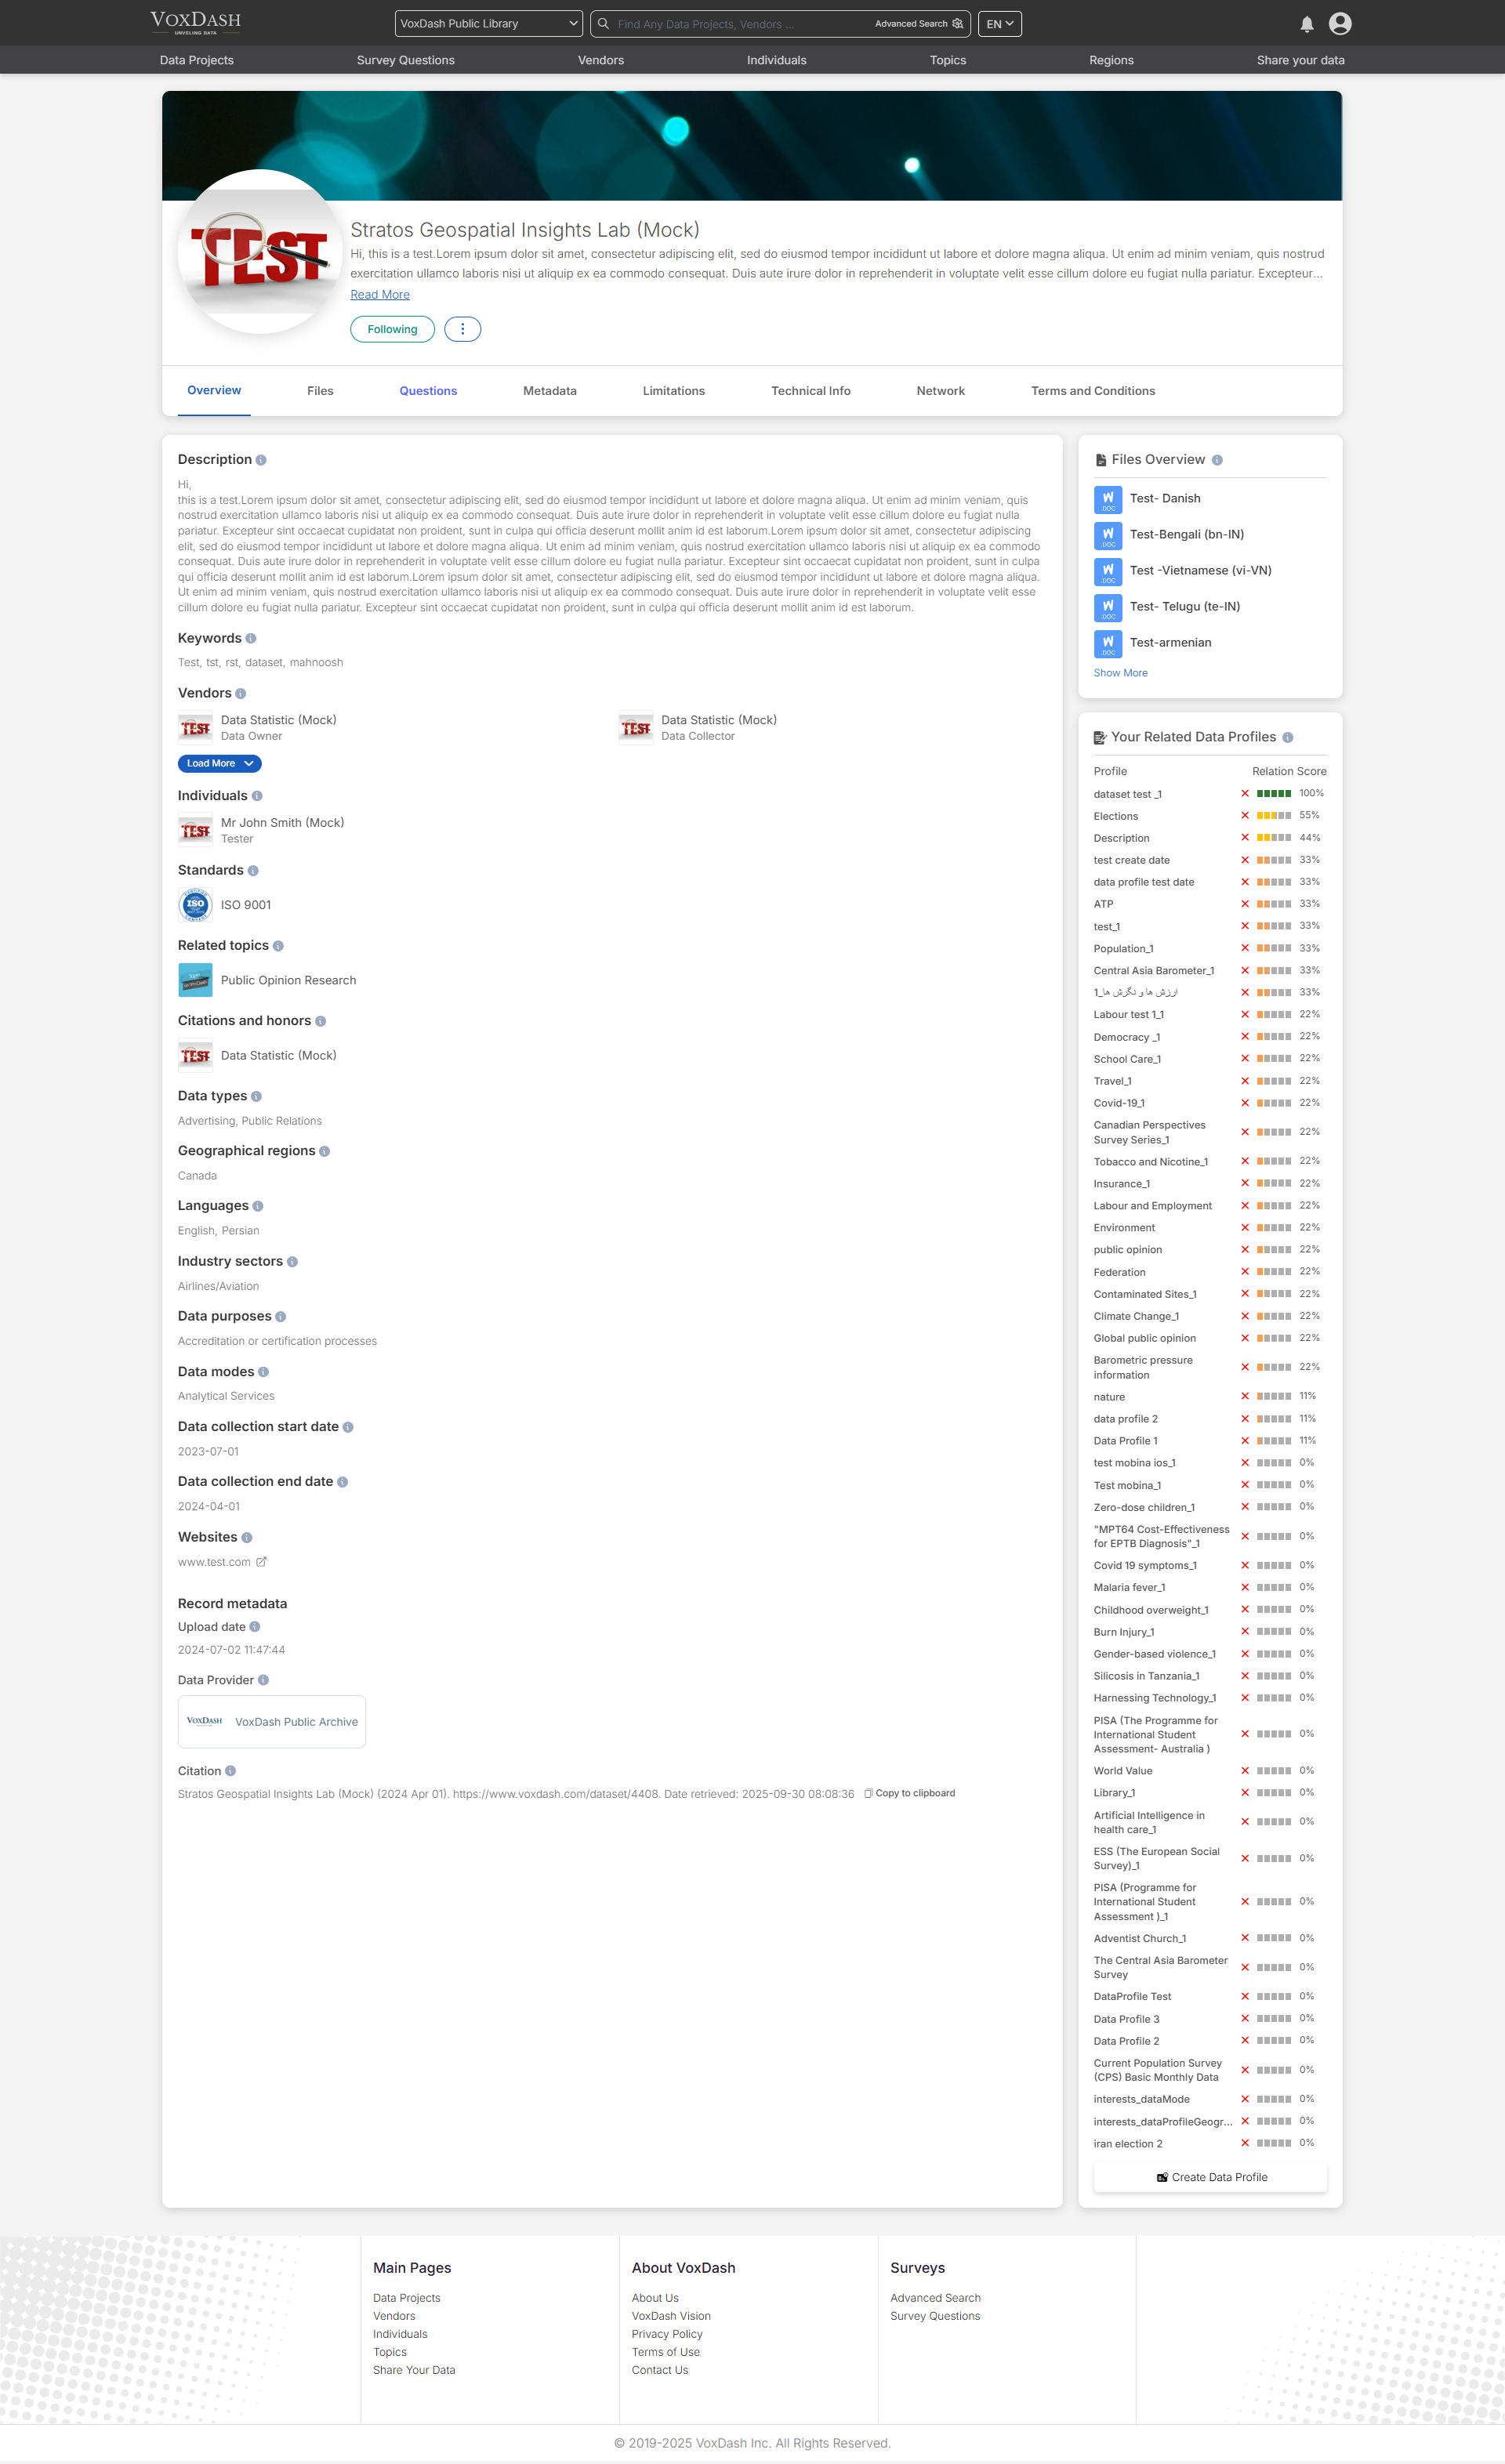 VOXDASH
UNVEILING DATA
VoxDash Public Library
Find Any Data Projects, Vendors ...
Advanced Search
EN
Data Projects
Survey Questions
Vendors
Individuals
Topics
Regions
Share your data
TEST
Stratos Geospatial Insights Lab (Mock)
Hi, this is a test.Lorem ipsum dolor sit amet, consectetur adipiscing elit, sed do eiusmod tempor incididunt ut labore et dolore magna aliqua. Ut enim ad minim veniam, quis nostrud
exercitation ullamco laboris nisi ut aliquip ex ea commodo consequat. Duis aute irure dolor in reprehenderit in voluptate velit esse cillum dolore eu fugiat nulla pariatur. Excepteur...
Read More
Following
Overview
Files
Questions
Metadata
Limitations
Technical Info
Network
Terms and Conditions
Description
Hi,
this is a test.Lorem ipsum dolor sit amet, consectetur adipiscing elit, sed do eiusmod tempor incididunt ut labore et dolore magna aliqua. Ut enim ad minim veniam, quis
nostrud exercitation ullamco laboris nisi ut aliquip ex ea commodo consequat. Duis aute irure dolor in reprehenderit in voluptate velit esse cillum dolore eu fugiat nulla
pariatur. Excepteur sint occaecat cupidatat non proident, sunt in culpa qui officia deserunt mollit anim id est laborum.Lorem ipsum dolor sit amet, consectetur adipiscing
elit, sed do eiusmod tempor incididunt ut labore et dolore magna aliqua. Ut enim ad minim veniam, quis nostrud exercitation ullamco laboris nisi ut aliquip ex ea commodo
consequat. Duis aute irure dolor in reprehenderit in voluptate velit esse cillum dolore eu fugiat nulla pariatur. Excepteur sint occaecat cupidatat non proident, sunt in culpa
qui officia deserunt mollit anim id est laborum.Lorem ipsum dolor sit amet, consectetur adipiscing elit, sed do eiusmod tempor incididunt ut labore et dolore magna aliqua.
Ut enim ad minim veniam, quis nostrud exercitation ullamco laboris nisi ut aliquip ex ea commodo consequat. Duis aute irure dolor in reprehenderit in voluptate velit esse
cillum dolore eu fugiat nulla pariatur. Excepteur sint occaecat cupidatat non proident, sunt in culpa qui officia deserunt mollit anim id est laborum.
Keywords
Test, tst, rst, dataset, mahnoosh
Vendors
TEST
Data Statistic (Mock)
Data Owner
TEST
Data Statistic (Mock)
Data Collector
Load More
Individuals
TEST
Mr John Smith (Mock)
Tester
Standards
ISO
ISO 9001
Related topics
Public Opinion Research
Citations and honors
TEST
Data Statistic (Mock)
Data types
Advertising, Public Relations
Geographical regions
Canada
Languages
English, Persian
Industry sectors
Airlines/Aviation
Data purposes
Accreditation or certification processes
Data modes
Analytical Services
Data collection start date
2023-07-01
Data collection end date
2024-04-01
Websites
www.test.com
Record metadata
Upload date
2024-07-02 11:47:44
Data Provider
VOXDASH
VoxDash Public Archive
Citation
Stratos Geospatial Insights Lab (Mock) (2024 Apr 01). https://www.voxdash.com/dataset/4408. Date retrieved: 2025-09-30 08:08:36
Copy to clipboard
Files Overview
W .DOC
Test- Danish
W .DOC
Test-Bengali (bn-IN)
W .DOC
Test -Vietnamese (vi-VN)
W .DOC
Test- Telugu (te-IN)
W .DOC
Test-armenian
Show More
Your Related Data Profiles
Profile Relation Score
dataset test _1 100%
Elections 55%
Description 44%
test create date 33%
data profile test date 33%
ATP 33%
test_1 33%
Population_1 33%
Central Asia Barometer_1 33%
ارزش ها و نگرش ها_1 33%
Labour test 1_1 22%
Democracy _1 22%
School Care_1 22%
Travel_1 22%
Covid-19_1 22%
Canadian Perspectives
Survey Series_1 22%
Tobacco and Nicotine_1 22%
Insurance_1 22%
Labour and Employment 22%
Environment 22%
public opinion 22%
Federation 22%
Contaminated Sites_1 22%
Climate Change_1 22%
Global public opinion 22%
Barometric pressure
information 22%
nature 11%
data profile 2 11%
Data Profile 1 11%
test mobina ios_1 0%
Test mobina_1 0%
Zero-dose children_1 0%
"MPT64 Cost-Effectiveness
for EPTB Diagnosis"_1 0%
Covid 19 symptoms_1 0%
Malaria fever_1 0%
Childhood overweight_1 0%
Burn Injury_1 0%
Gender-based violence_1 0%
Silicosis in Tanzania_1 0%
Harnessing Technology_1 0%
PISA (The Programme for
International Student 0%
Assessment- Australia )
World Value 0%
Library_1 0%
Artificial Intelligence in
health care_1 0%
ESS (The European Social
Survey)_1 0%
PISA (Programme for
International Student 0%
Assessment )_1
Adventist Church_1 0%
The Central Asia Barometer
Survey 0%
DataProfile Test 0%
Data Profile 3 0%
Data Profile 2 0%
Current Population Survey
(CPS) Basic Monthly Data 0%
interests_dataMode 0%
interests_dataProfileGeogr... 0%
iran election 2 0%
Create Data Profile
Main Pages
Data Projects
Vendors
Individuals
Topics
Share Your Data
About VoxDash
About Us
VoxDash Vision
Privacy Policy
Terms of Use
Contact Us
Surveys
Advanced Search
Survey Questions
© 2019-2025 VoxDash Inc. All Rights Reserved.